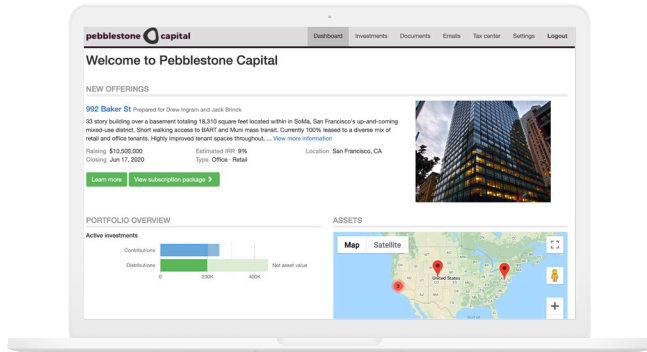 pebblestone capital
Dashboard Investments Documents Emails Tax center Settings Logout
Welcome to Pebblestone Capital
NEW OFFERINGS
992 Baker St Prepared for Drew Ingram and Jack Brinck
33 story building over a basement totaling 18,310 square feet located within in SoMa, San Francisco's up-and-coming
mixed-use district. Short walking access to BART and Muni mass transit. Currently 100% leased to a diverse mix of
retail and office tenants. Highly improved tenant spaces throughout, ... View more information
Raising $10,500,000 Estimated IRR 9% Location San Francisco, CA
Closing Jun 17, 2020 Type Office · Retail
Learn more View subscription package
PORTFOLIO OVERVIEW
Active investments
Contributions
Distributions
Net asset value
0 200K 400K
ASSETS
Map Satellite
United States
2